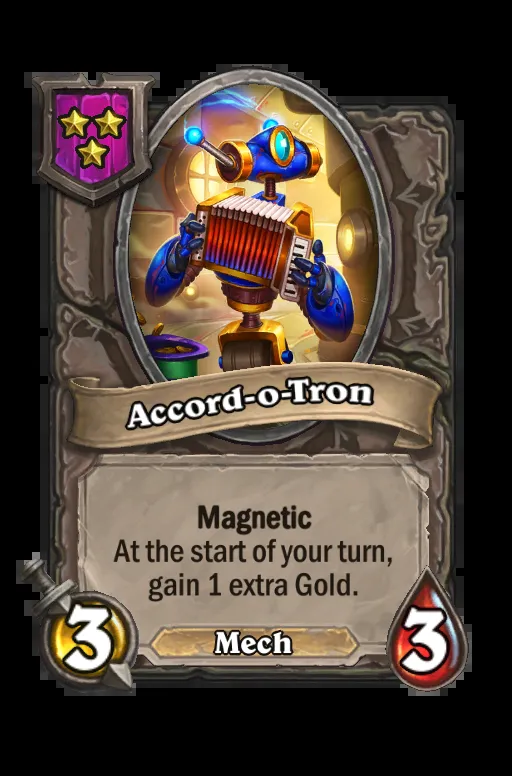 Accord-o-Tron
Magnetic
At the start of your turn,
gain 1 extra Gold.
3
Mech
3